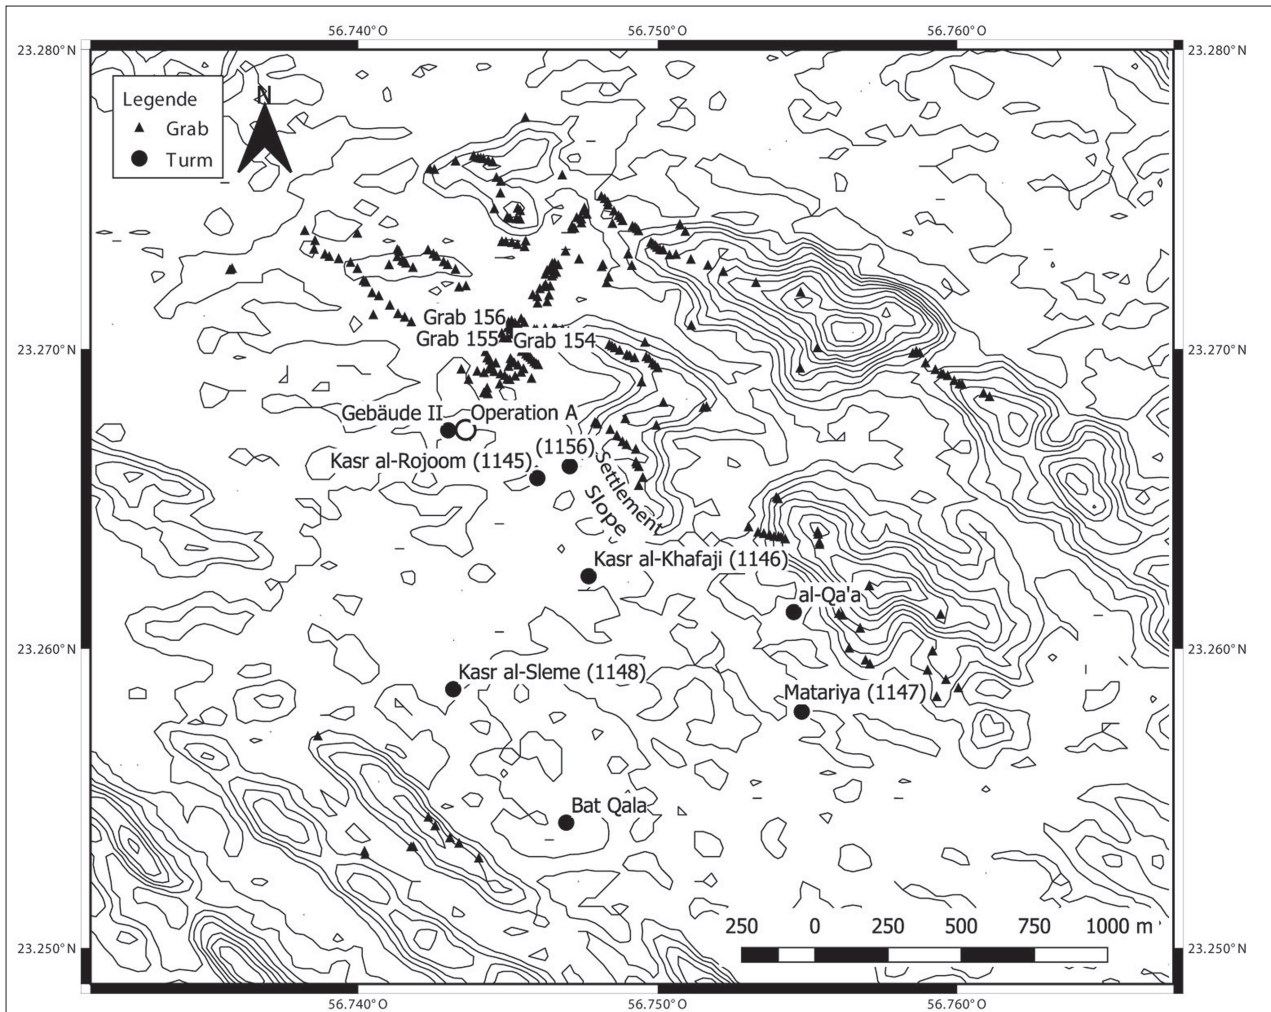 56.740° O
56.750° O
56.760° O
23.280° N
23.280° N
Legende
Grab
Turm
N
Grab 156
Grab 155
Grab 154
23.270° N
23.270° N
Gebäude II
Operation A
(1156)
Kasr al-Rojoom (1145)
Settlement
Slope
Kasr al-Khafaji (1146)
al-Qa'a
23.260° N
23.260° N
Kasr al-Sleme (1148)
Matariya (1147)
Bat Qala
250 0 250 500 750 1000 m
23.250° N
23.250° N
56.740° O
56.750° O
56.760° O